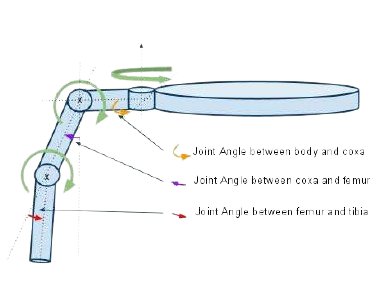 x
x
Joint Angle between body and coxa
Joint Angle between coxa and femur
Joint Angle between femur and tibia